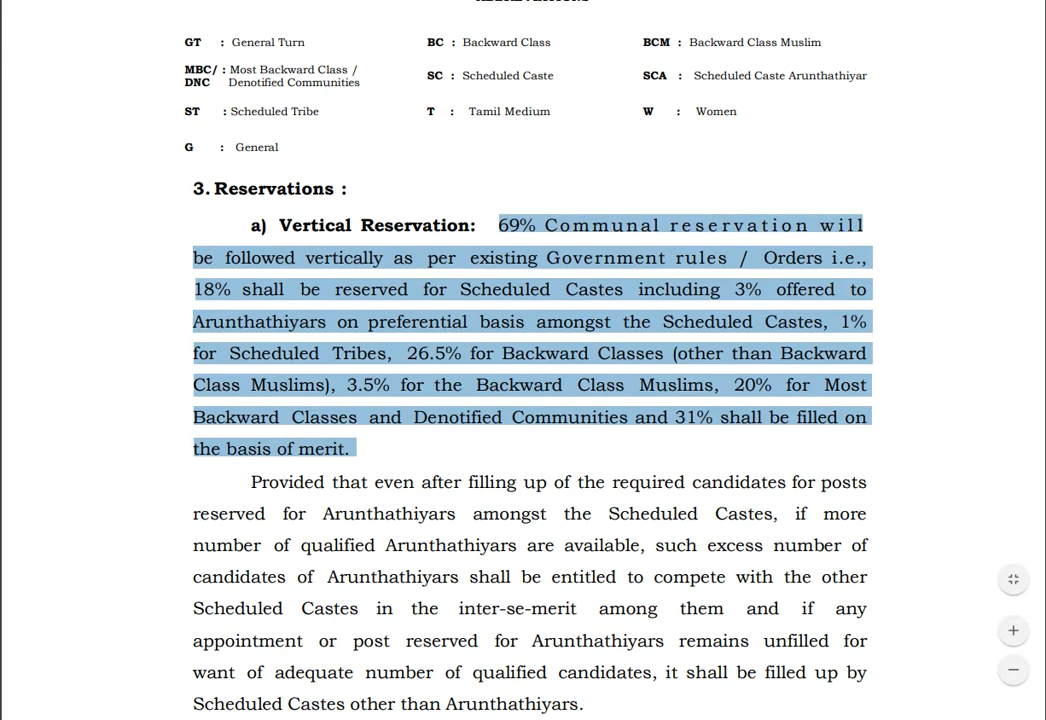 GT : General Turn BC : Backward Class BCM : Backward Class Muslim
MBC/ : Most Backward Class / SC : Scheduled Caste SCA : Scheduled Caste Arunthathiyar
DNC Denotified Communities
ST : Scheduled Tribe T : Tamil Medium W : Women
G : General
3. Reservations :
a) Vertical Reservation: 69% Communal reservation will
be followed vertically as per existing Government rules / Orders i.e.,
18% shall be reserved for Scheduled Castes including 3% offered to
Arunthathiyars on preferential basis amongst the Scheduled Castes, 1%
for Scheduled Tribes, 26.5% for Backward Classes (other than Backward
Class Muslims), 3.5% for the Backward Class Muslims, 20% for Most
Backward Classes and Denotified Communities and 31% shall be filled on
the basis of merit.
Provided that even after filling up of the required candidates for posts
reserved for Arunthathiyars amongst the Scheduled Castes, if more
number of qualified Arunthathiyars are available, such excess number of
candidates of Arunthathiyars shall be entitled to compete with the other
Scheduled Castes in the inter-se-merit among them and if any
appointment or post reserved for Arunthathiyars remains unfilled for
want of adequate number of qualified candidates, it shall be filled up by
Scheduled Castes other than Arunthathiyars.